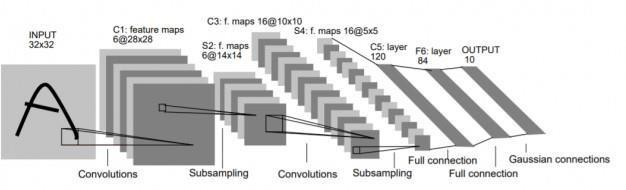 INPUT
32x32
C1: feature maps
6@28x28
S2: f. maps
6@14x14
C3: f. maps 16@10x10
S4: f. maps 16@5x5
C5: layer
120
F6: layer
84
OUTPUT
10
Convolutions
Subsampling
Convolutions
Subsampling
Full connection
Full connection
Gaussian connections
A